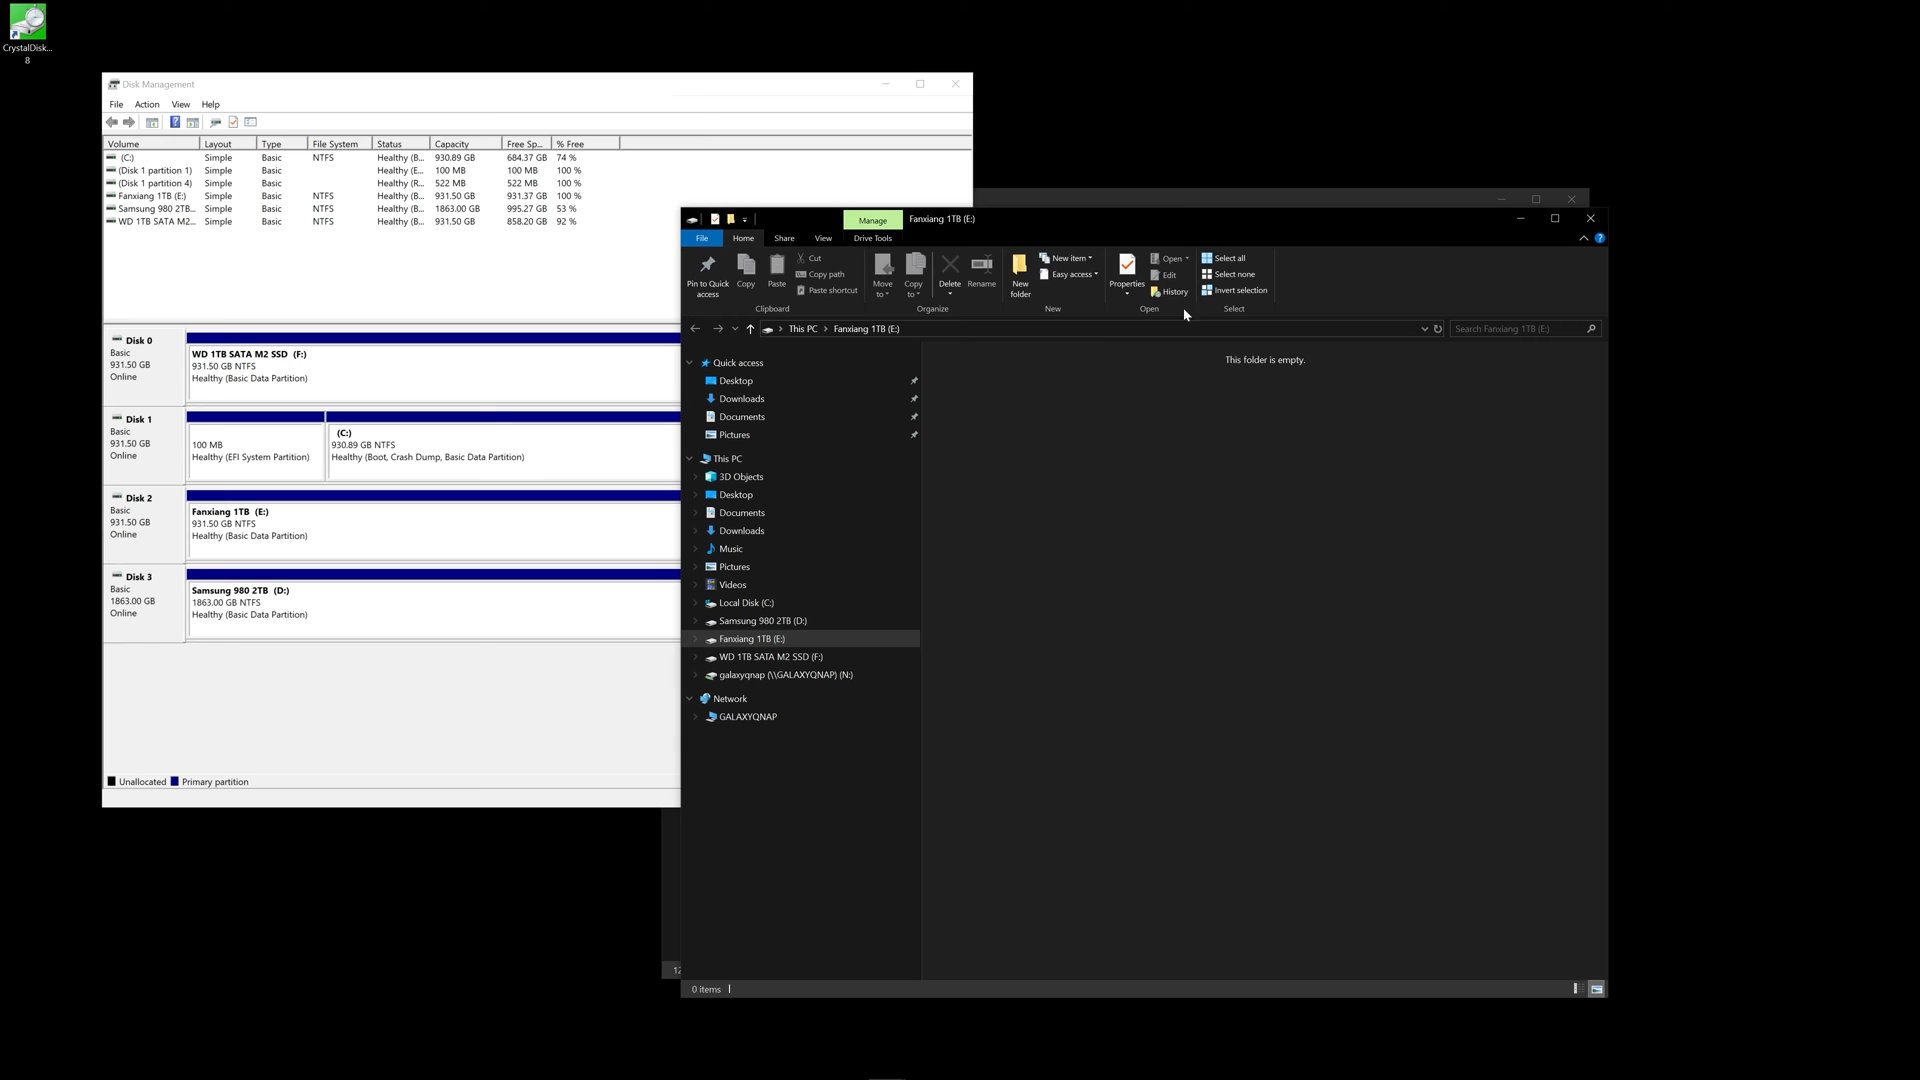 CrystalDisk...
8
Disk Management
File Action View Help
Volume Layout Type File System Status Capacity Free Sp... % Free
(C:) Simple Basic NTFS Healthy (B... 930.89 GB 684.37 GB 74 %
(Disk 1 partition 1) Simple Basic Healthy (E... 100 MB 100 MB 100 %
(Disk 1 partition 4) Simple Basic Healthy (R... 522 MB 522 MB 100 %
Fanxiang 1TB (E:) Simple Basic NTFS Healthy (B... 931.50 GB 931.37 GB 100 %
Samsung 980 2TB... Simple Basic NTFS Healthy (B... 1863.00 GB 995.27 GB 53 %
WD 1TB SATA M2... Simple Basic NTFS Healthy (B... 931.50 GB 858.20 GB 92 %
Disk 0
Basic
931.50 GB
Online
WD 1TB SATA M2 SSD (F:)
931.50 GB NTFS
Healthy (Basic Data Partition)
Disk 1
Basic
931.50 GB
Online
100 MB
Healthy (EFI System Partition)
(C:)
930.89 GB NTFS
Healthy (Boot, Crash Dump, Basic Data Partition)
Disk 2
Basic
931.50 GB
Online
Fanxiang 1TB (E:)
931.50 GB NTFS
Healthy (Basic Data Partition)
Disk 3
Basic
1863.00 GB
Online
Samsung 980 2TB (D:)
1863.00 GB NTFS
Healthy (Basic Data Partition)
Unallocated Primary partition
12
Manage Fanxiang 1TB (E:)
File Home Share View Drive Tools
Pin to Quick access
Copy
Paste
Cut
Copy path
Paste shortcut
Clipboard
Move to
Copy to
Delete
Rename
Organize
New folder
New item
Easy access
New
Properties
Open
Edit
History
Open
Select all
Select none
Invert selection
Select
This PC Fanxiang 1TB (E:)
Search Fanxiang 1TB (E:)
Quick access
Desktop
Downloads
Documents
Pictures
This PC
3D Objects
Desktop
Documents
Downloads
Music
Pictures
Videos
Local Disk (C:)
Samsung 980 2TB (D:)
Fanxiang 1TB (E:)
WD 1TB SATA M2 SSD (F:)
galaxyqnap (\\GALAXYQNAP) (N:)
Network
GALAXYQNAP
This folder is empty.
0 items